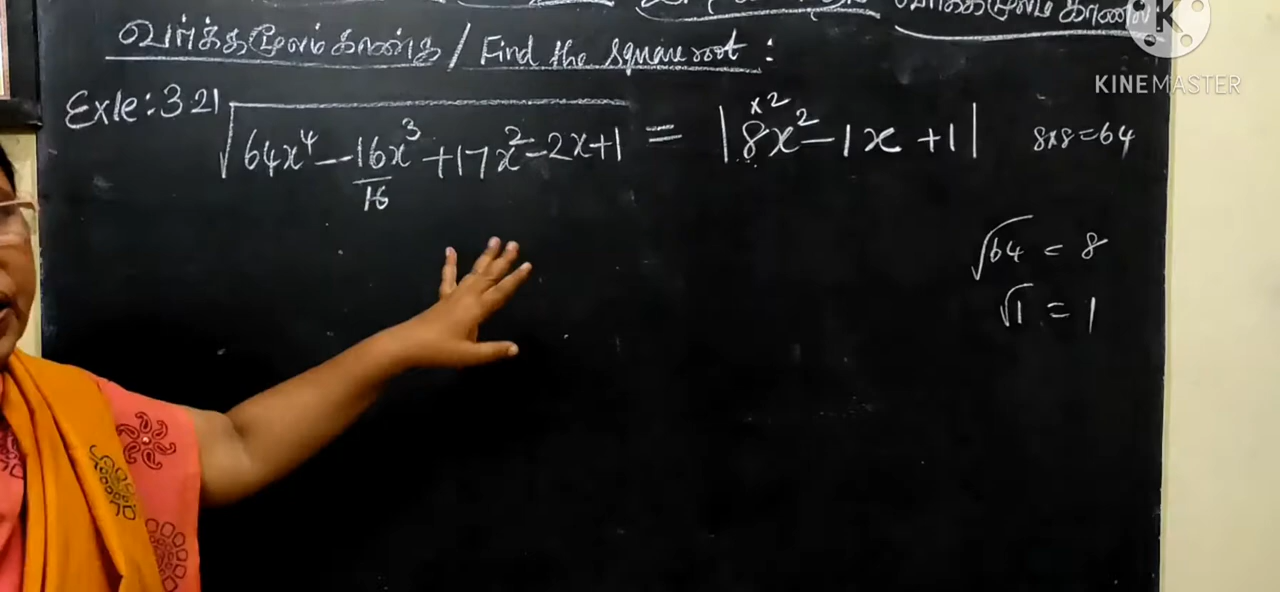 வர்க்கமூலம் காண்க / Find the square root :
Exle: 3.21 √64x⁴ - 16x³ + 17x² - 2x + 1 = |8x² - 1x + 1| 8x8 = 64
x2
16
√64 = 8
√1 = 1
KINEMASTER